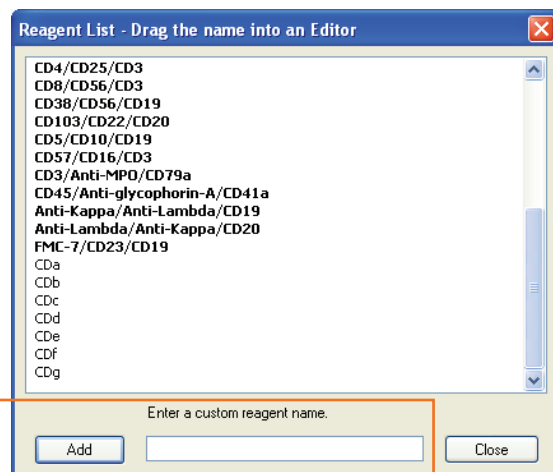 Reagent List - Drag the name into an Editor
CD4/CD25/CD3
CD8/CD56/CD3
CD38/CD56/CD19
CD103/CD22/CD20
CD5/CD10/CD19
CD57/CD16/CD3
CD3/Anti-MPO/CD79a
CD45/Anti-glycophorin-A/CD41a
Anti-Kappa/Anti-Lambda/CD19
Anti-Lambda/Anti-Kappa/CD20
FMC-7/CD23/CD19
CDa
CDb
CDc
CDd
CDe
CDf
CDg
Enter a custom reagent name.
Add
Close